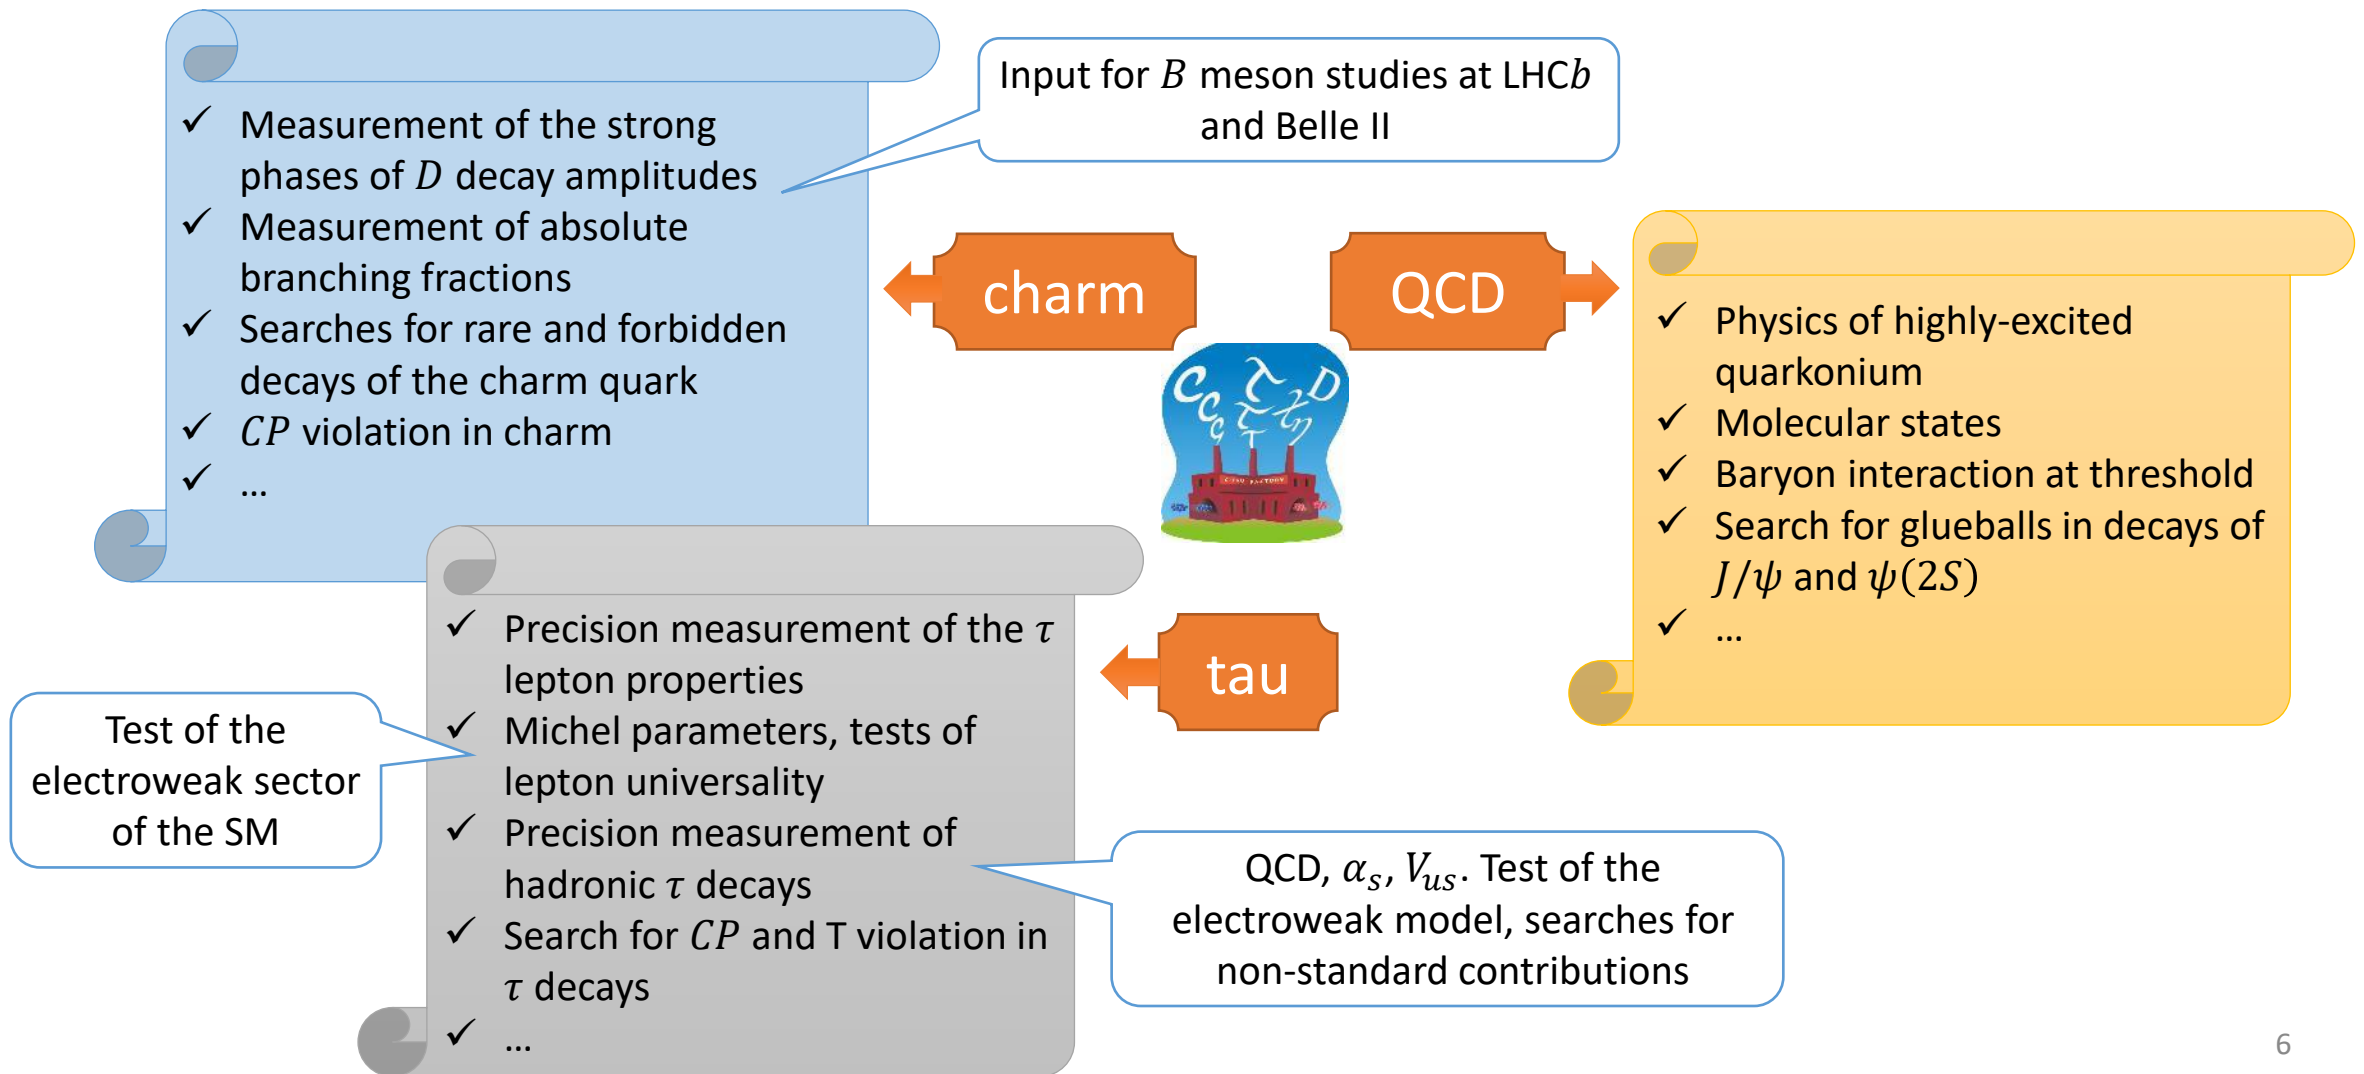 ✓ Measurement of the strong
phases of D decay amplitudes
✓ Measurement of absolute
branching fractions
✓ Searches for rare and forbidden
decays of the charm quark
✓ CP violation in charm
✓ ...
Input for B meson studies at LHCb
and Belle II
charm
QCD
✓ Physics of highly-excited
quarkonium
✓ Molecular states
✓ Baryon interaction at threshold
✓ Search for glueballs in decays of
J/ψ and ψ(2S)
✓ ...
tau
✓ Precision measurement of the τ
lepton properties
✓ Michel parameters, tests of
lepton universality
✓ Precision measurement of
hadronic τ decays
✓ Search for CP and T violation in
τ decays
✓ ...
Test of the
electroweak sector
of the SM
QCD, αₛ, Vᵤₛ. Test of the
electroweak model, searches for
non-standard contributions
6